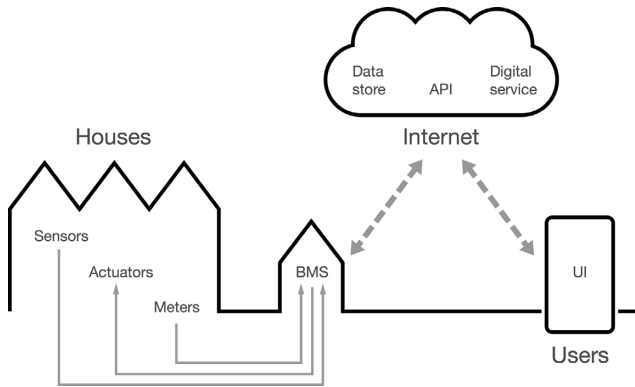 Data
store
API
Digital
service
Internet
Houses
Sensors
Actuators
Meters
BMS
UI
Users